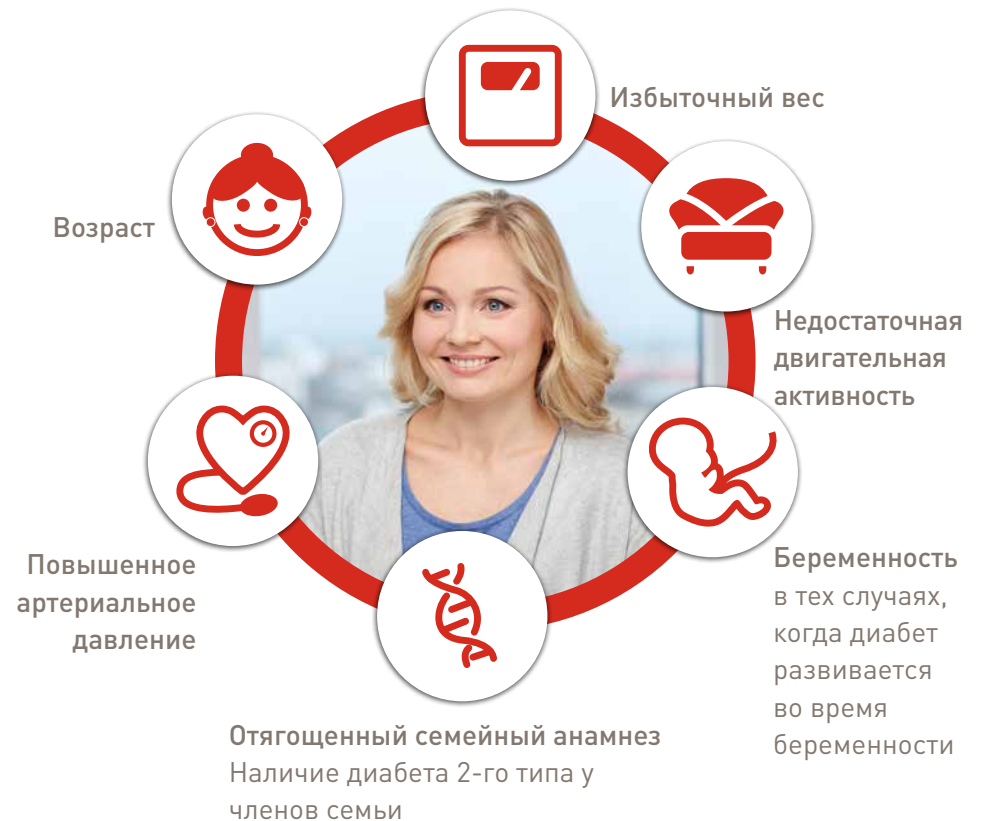 Избыточный вес
Возраст
Недостаточная
двигательная
активность
Повышенное
артериальное
давление
Беременность
в тех случаях,
когда диабет
развивается
во время
беременности
Отягощенный семейный анамнез
Наличие диабета 2-го типа у
членов семьи